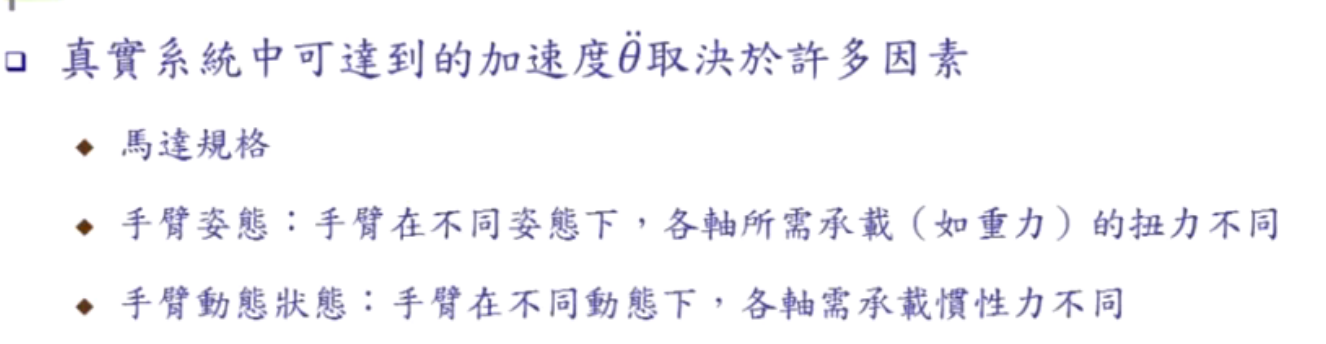 真實系統中可達到的加速度θ̈取決於許多因素
馬達規格
手臂姿態：手臂在不同姿態下，各軸所需承載（如重力）的扭力不同
手臂動態狀態：手臂在不同動態下，各軸需承載慣性力不同